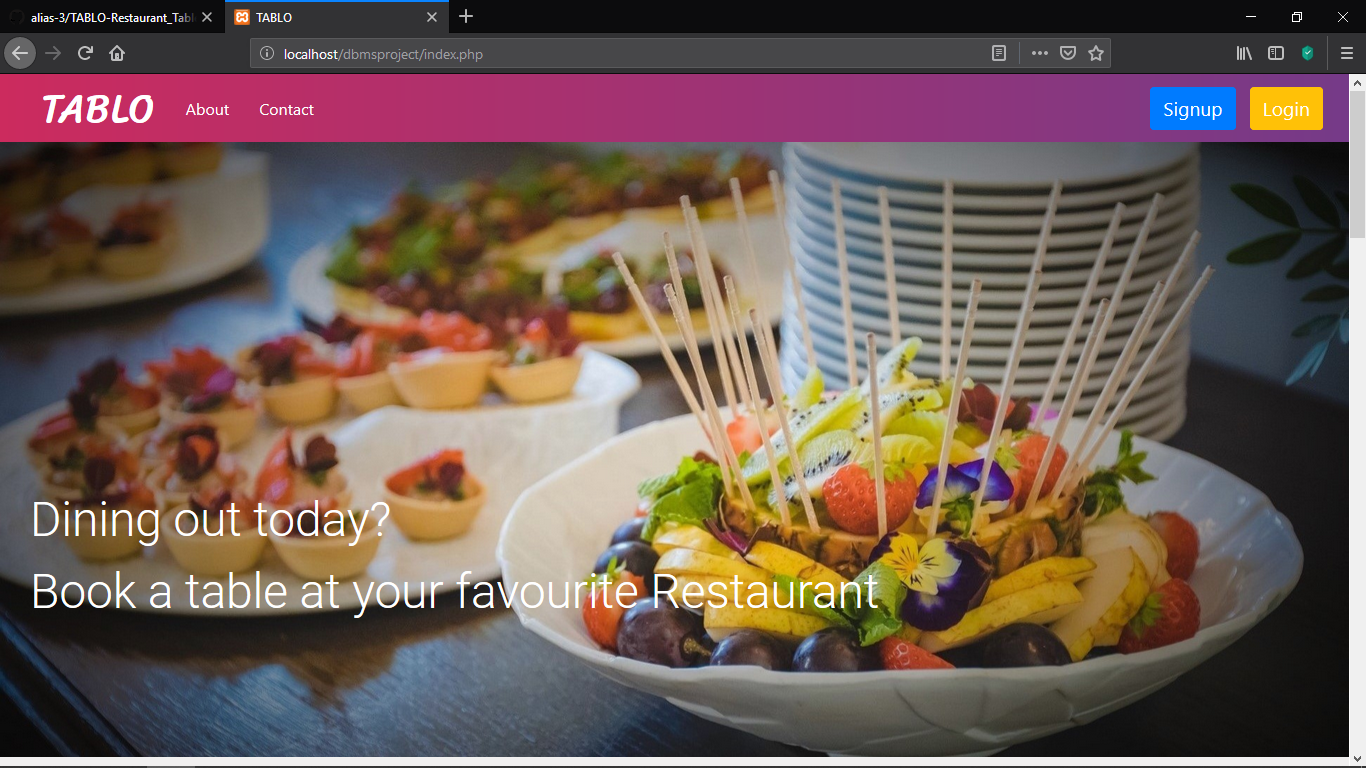 alias-3/TABLO-Restaurant_Tabl
TABLO
localhost/dbmsproject/index.php
TABLO
About
Contact
Signup
Login
Dining out today?
Book a table at your favourite Restaurant